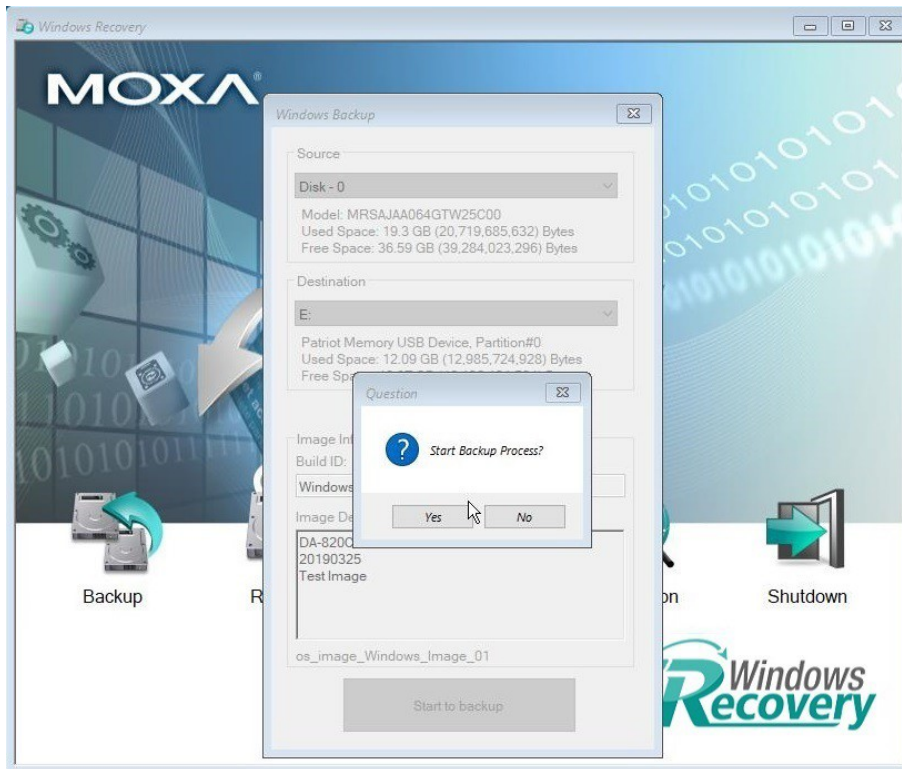 Windows Recovery
MOXA®
Windows Backup
Source
Disk - 0
Model: MRSAJAA064GTW25C00
Used Space: 19.3 GB (20,719,685,632) Bytes
Free Space: 36.59 GB (39,284,023,296) Bytes
Destination
E:
Patriot Memory USB Device, Partition#0
Used Space: 12.09 GB (12,985,724,928) Bytes
Free Spa
Question
Start Backup Process?
Yes
No
Image Inf
Build ID:
Windows
Image De
DA-820C
20190325
Test Image
os_image_Windows_Image_01
Start to backup
Backup
R
on
Shutdown
Windows
Recovery